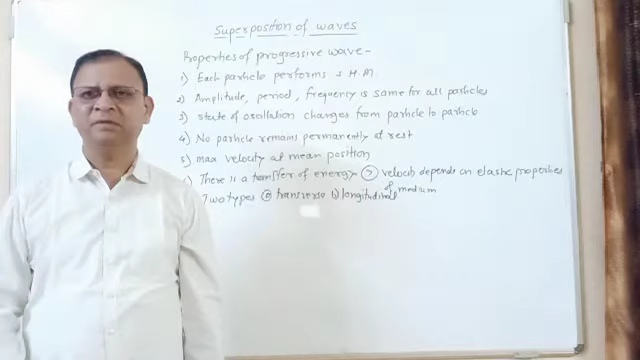 Superposition of waves
Properties of progressive wave-
1) Each particle performs S.H.M.
2) Amplitude, period, frequency is same for all particles
3) state of oscillation changes from particle to particle
4) No particle remains permanently at rest
5) max velocity at mean position
) There is a transfer of energy 7 velocity depends on elastic properties
of medium
Two types a transverse b) longitudinal